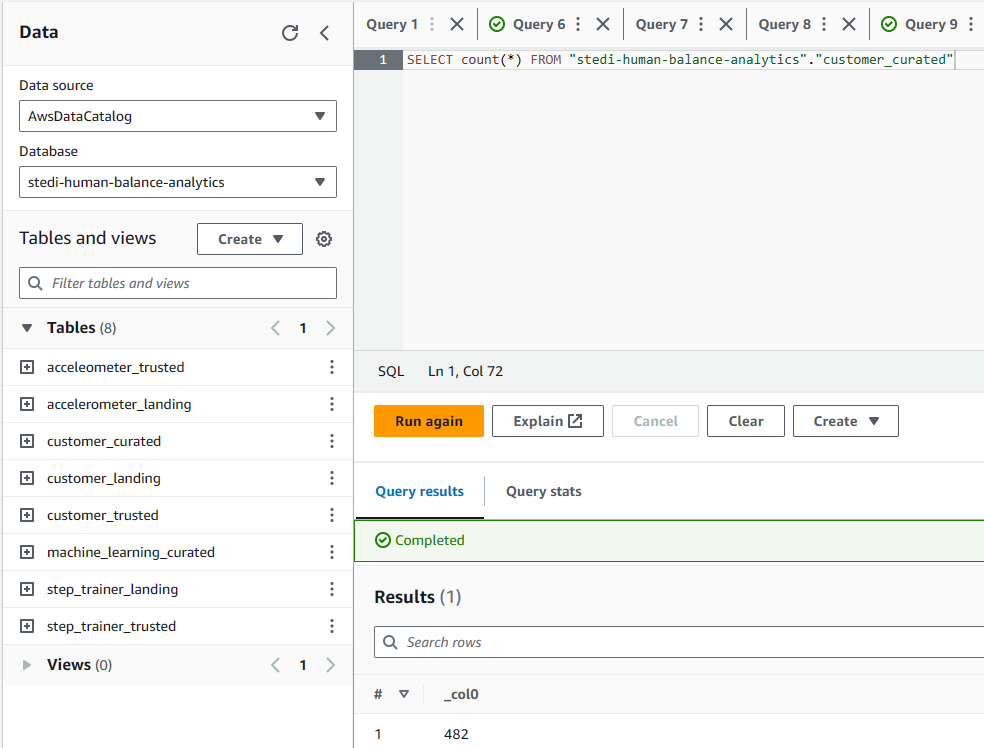 Data
Data source
AwsDataCatalog
Database
stedi-human-balance-analytics
Tables and views
Create
Filter tables and views
Tables (8)
1
acceleometer_trusted
accelerometer_landing
customer_curated
customer_landing
customer_trusted
machine_learning_curated
step_trainer_landing
step_trainer_trusted
Views (0)
1
Query 1
Query 6
Query 7
Query 8
Query 9
1 SELECT count(*) FROM "stedi-human-balance-analytics"."customer_curated"
SQL Ln 1, Col 72
Run again
Explain
Cancel
Clear
Create
Query results
Query stats
Completed
Results (1)
Search rows
# _col0
1 482